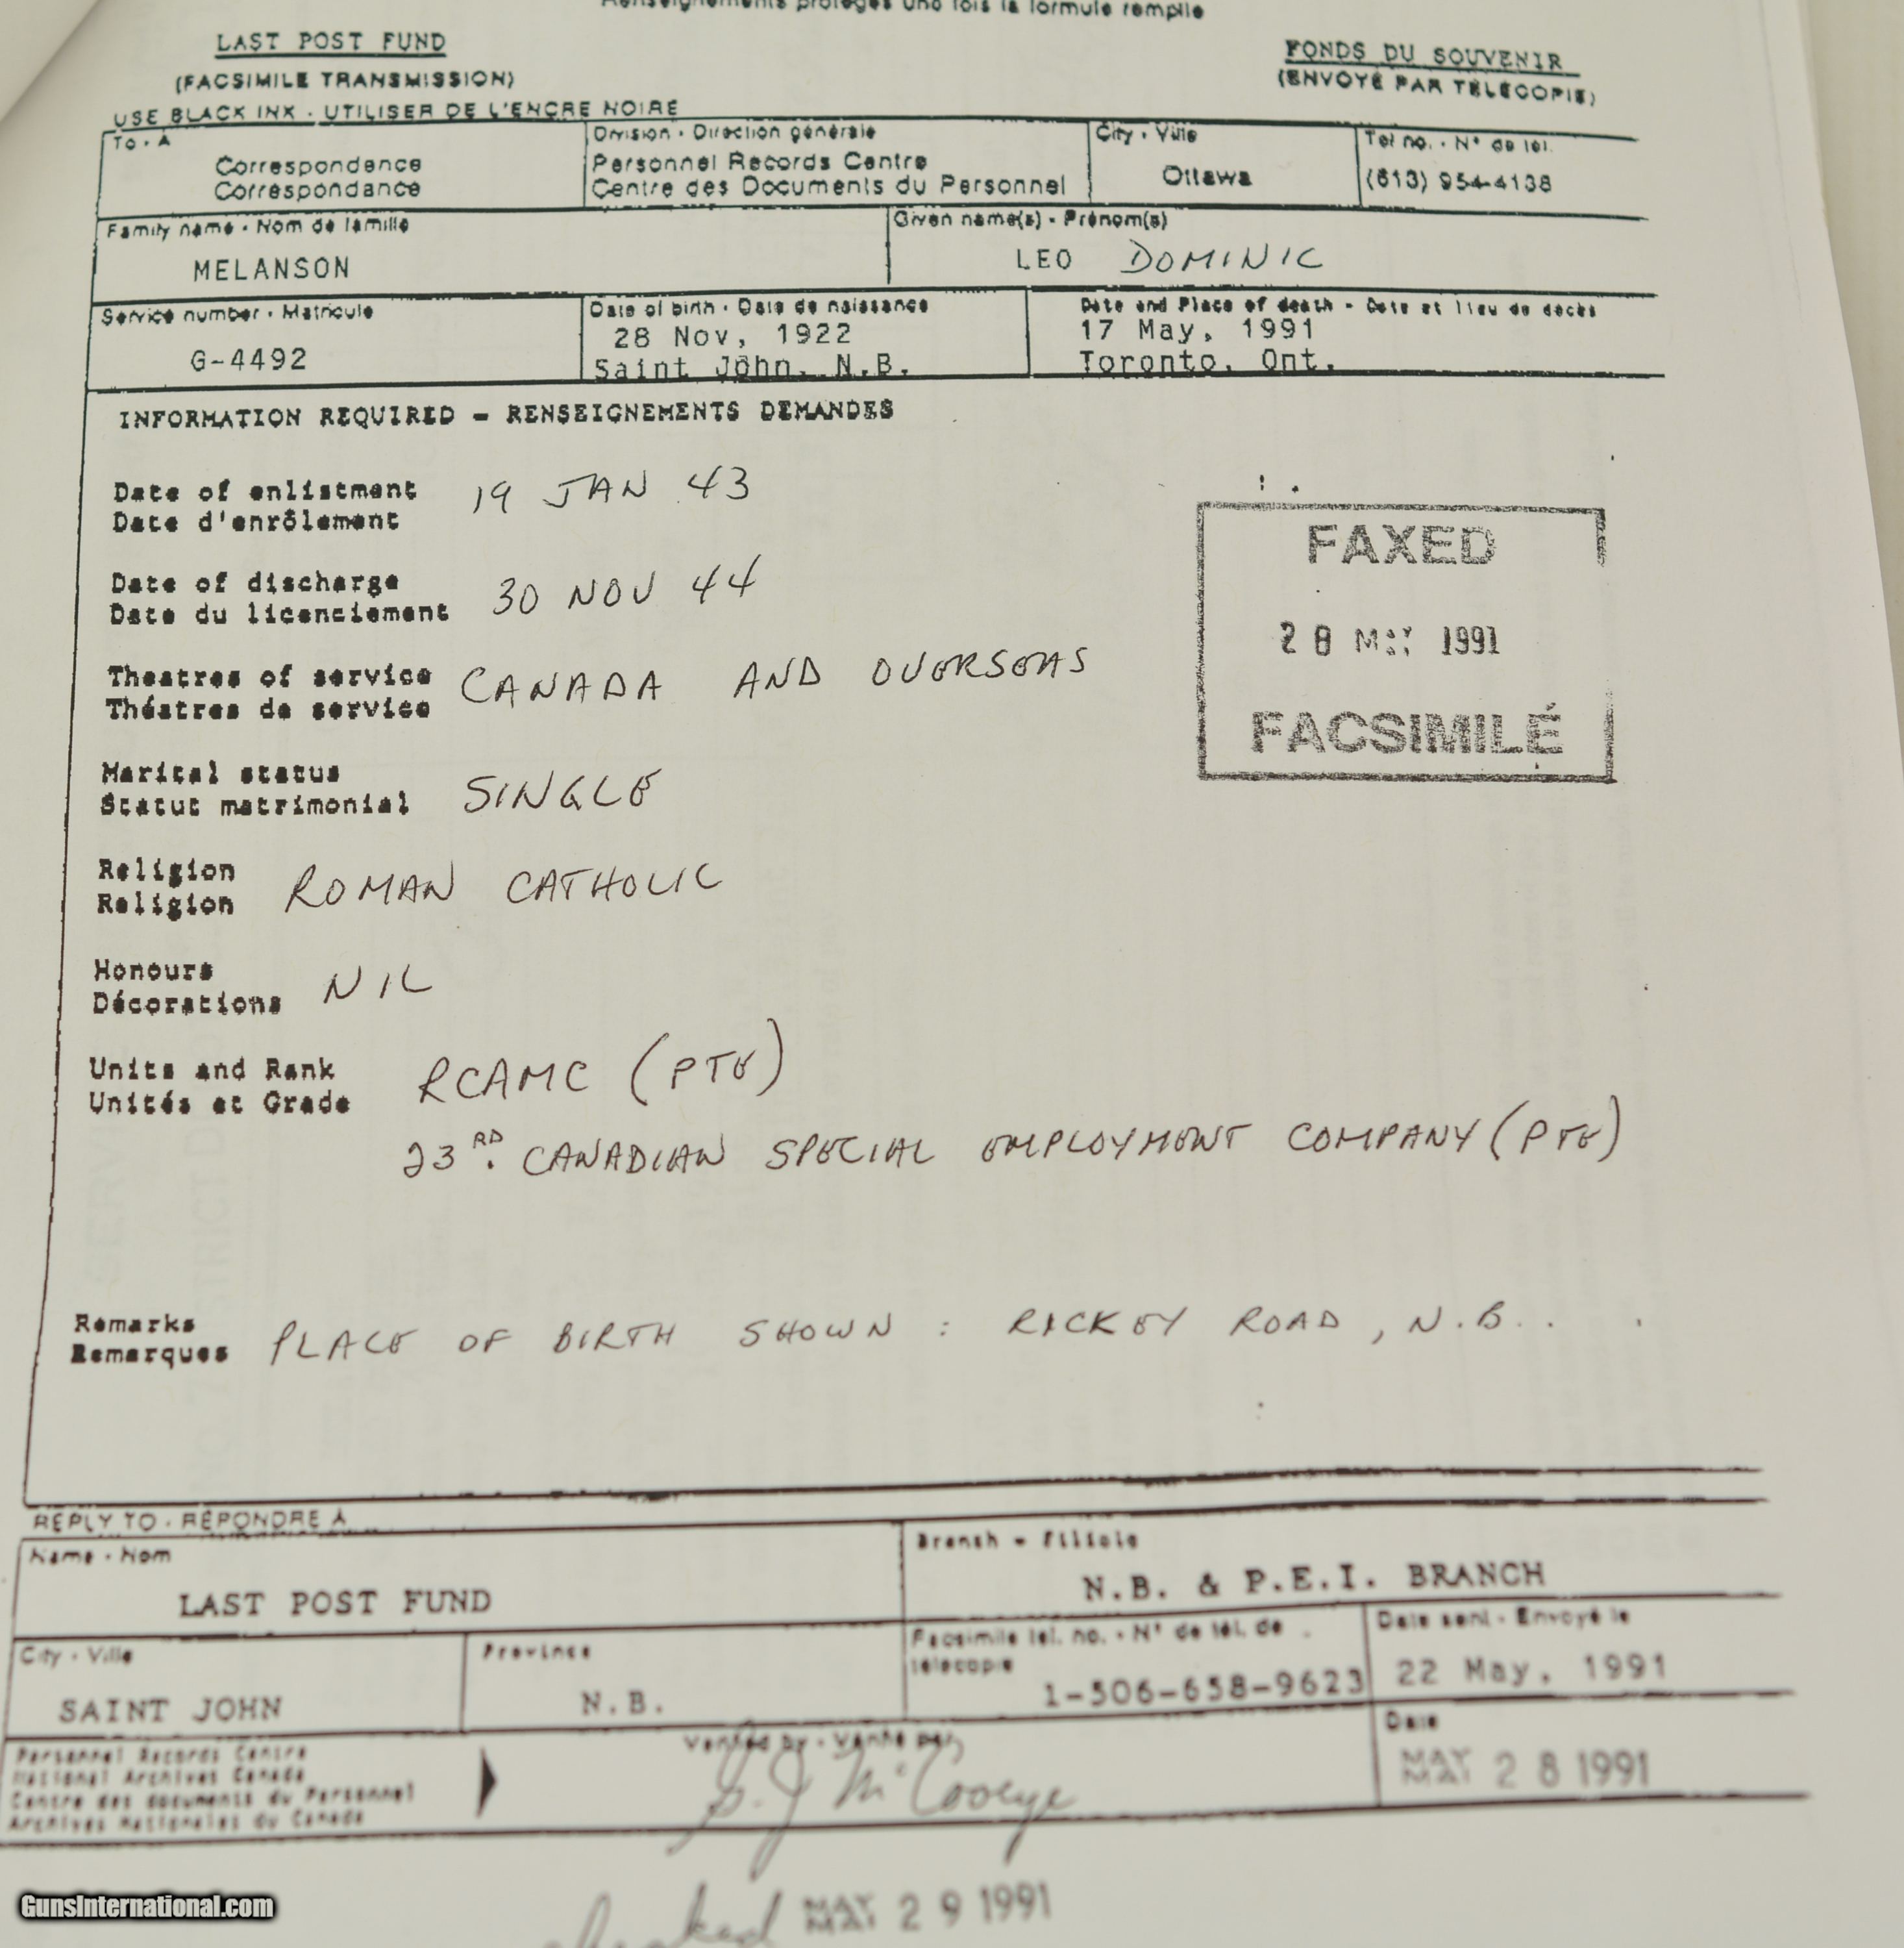 Renseignements protégés une fois la formule remplie
LAST POST FUND
(FACSIMILE TRANSMISSION)
FONDS DU SOUVENIR
(ENVOYÉ PAR TÉLÉCOPIE)
USE BLACK INK - UTILISER DE L'ENCRE NOIRE
To - À
Correspondence
Correspondance
Division - Direction générale
Personnel Records Centre
Centre des Documents du Personnel
City - Ville
Ottawa
Tel no. - N° de tél.
(613) 954-4138
Family name - Nom de famille
MELANSON
Given name(s) - Prénom(s)
LEO DOMINIC
Service number - Matricule
G-4492
Date of birth - Date de naissance
28 Nov, 1922
Saint John, N.B.
Date and Place of death - Date et lieu de décès
17 May, 1991
Toronto, Ont.
INFORMATION REQUIRED - RENSEIGNEMENTS DEMANDES
Date of enlistment 19 JAN 43
Date d'enrôlement
Date of discharge 30 NOV 44
Date du licenciement
Theatres of service CANADA AND OVERSEAS
Théatres de service
Marital status SINGLE
Statut matrimonial
Religion ROMAN CATHOLIC
Religion
Honours NIL
Décorations
Units and Rank RCAMC (PTE)
Unités et Grade
23RD. CANADIAN SPECIAL EMPLOYMENT COMPANY (PTE)
FAXED
28 MAY 1991
FACSIMILÉ
Remarks PLACE OF BIRTH SHOWN : RICKEY ROAD, N.B..
Remarques
REPLY TO - RÉPONDRE À
Name - Nom
LAST POST FUND
Branch - Filiale
N.B. & P.E.I. BRANCH
City - Ville
SAINT JOHN
Province
N.B.
Facsimile tel. no. - N° de tél. de
télécopie
1-506-658-9623
Date sent - Envoyé le
22 May, 1991
Personnel Records Centre
National Archives Canada
Centre des documents du Personnel
Archives Nationales du Canada
Verified by - Vérifié par
G.J McCooeye
Date
MAY 28 1991
GunsInternational.com
checked MAY 29 1991